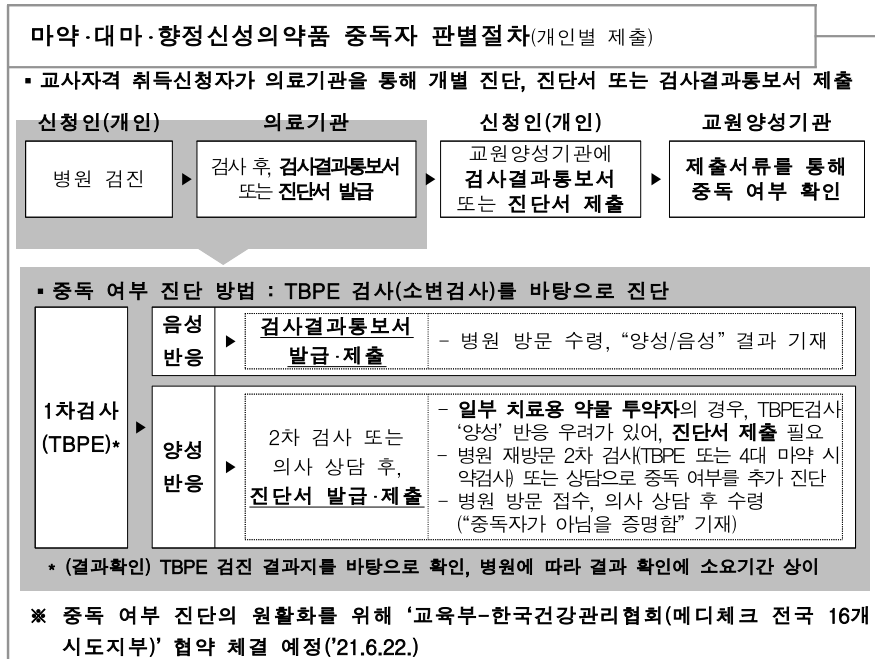 마약·대마·향정신성의약품 중독자 판별절차(개인별 제출)
▪ 교사자격 취득신청자가 의료기관을 통해 개별 진단, 진단서 또는 검사결과통보서 제출
신청인(개인)
병원 검진
▶
의료기관
검사 후, 검사결과통보서
또는 진단서 발급
▶
신청인(개인)
교원양성기관에
검사결과통보서
또는 진단서 제출
▶
교원양성기관
제출서류를 통해
중독 여부 확인
▪ 중독 여부 진단 방법 : TBPE 검사(소변검사)를 바탕으로 진단
1차검사
(TBPE)*
▶
음성
반응
▶
검사결과통보서
발급·제출
- 병원 방문 수령, “양성/음성” 결과 기재
양성
반응
▶
2차 검사 또는
의사 상담 후,
진단서 발급·제출
- 일부 치료용 약물 투약자의 경우, TBPE검사
‘양성’ 반응 우려가 있어, 진단서 제출 필요
- 병원 재방문 2차 검사(TBPE 또는 4대 마약 시
약검사) 또는 상담으로 중독 여부를 추가 진단
- 병원 방문 접수, 의사 상담 후 수령
(“중독자가 아님을 증명함” 기재)
* (결과확인) TBPE 검진 결과지를 바탕으로 확인, 병원에 따라 결과 확인에 소요기간 상이
※ 중독 여부 진단의 원활화를 위해 ‘교육부-한국건강관리협회(메디체크 전국 16개
시도지부)’ 협약 체결 예정(’21.6.22.)